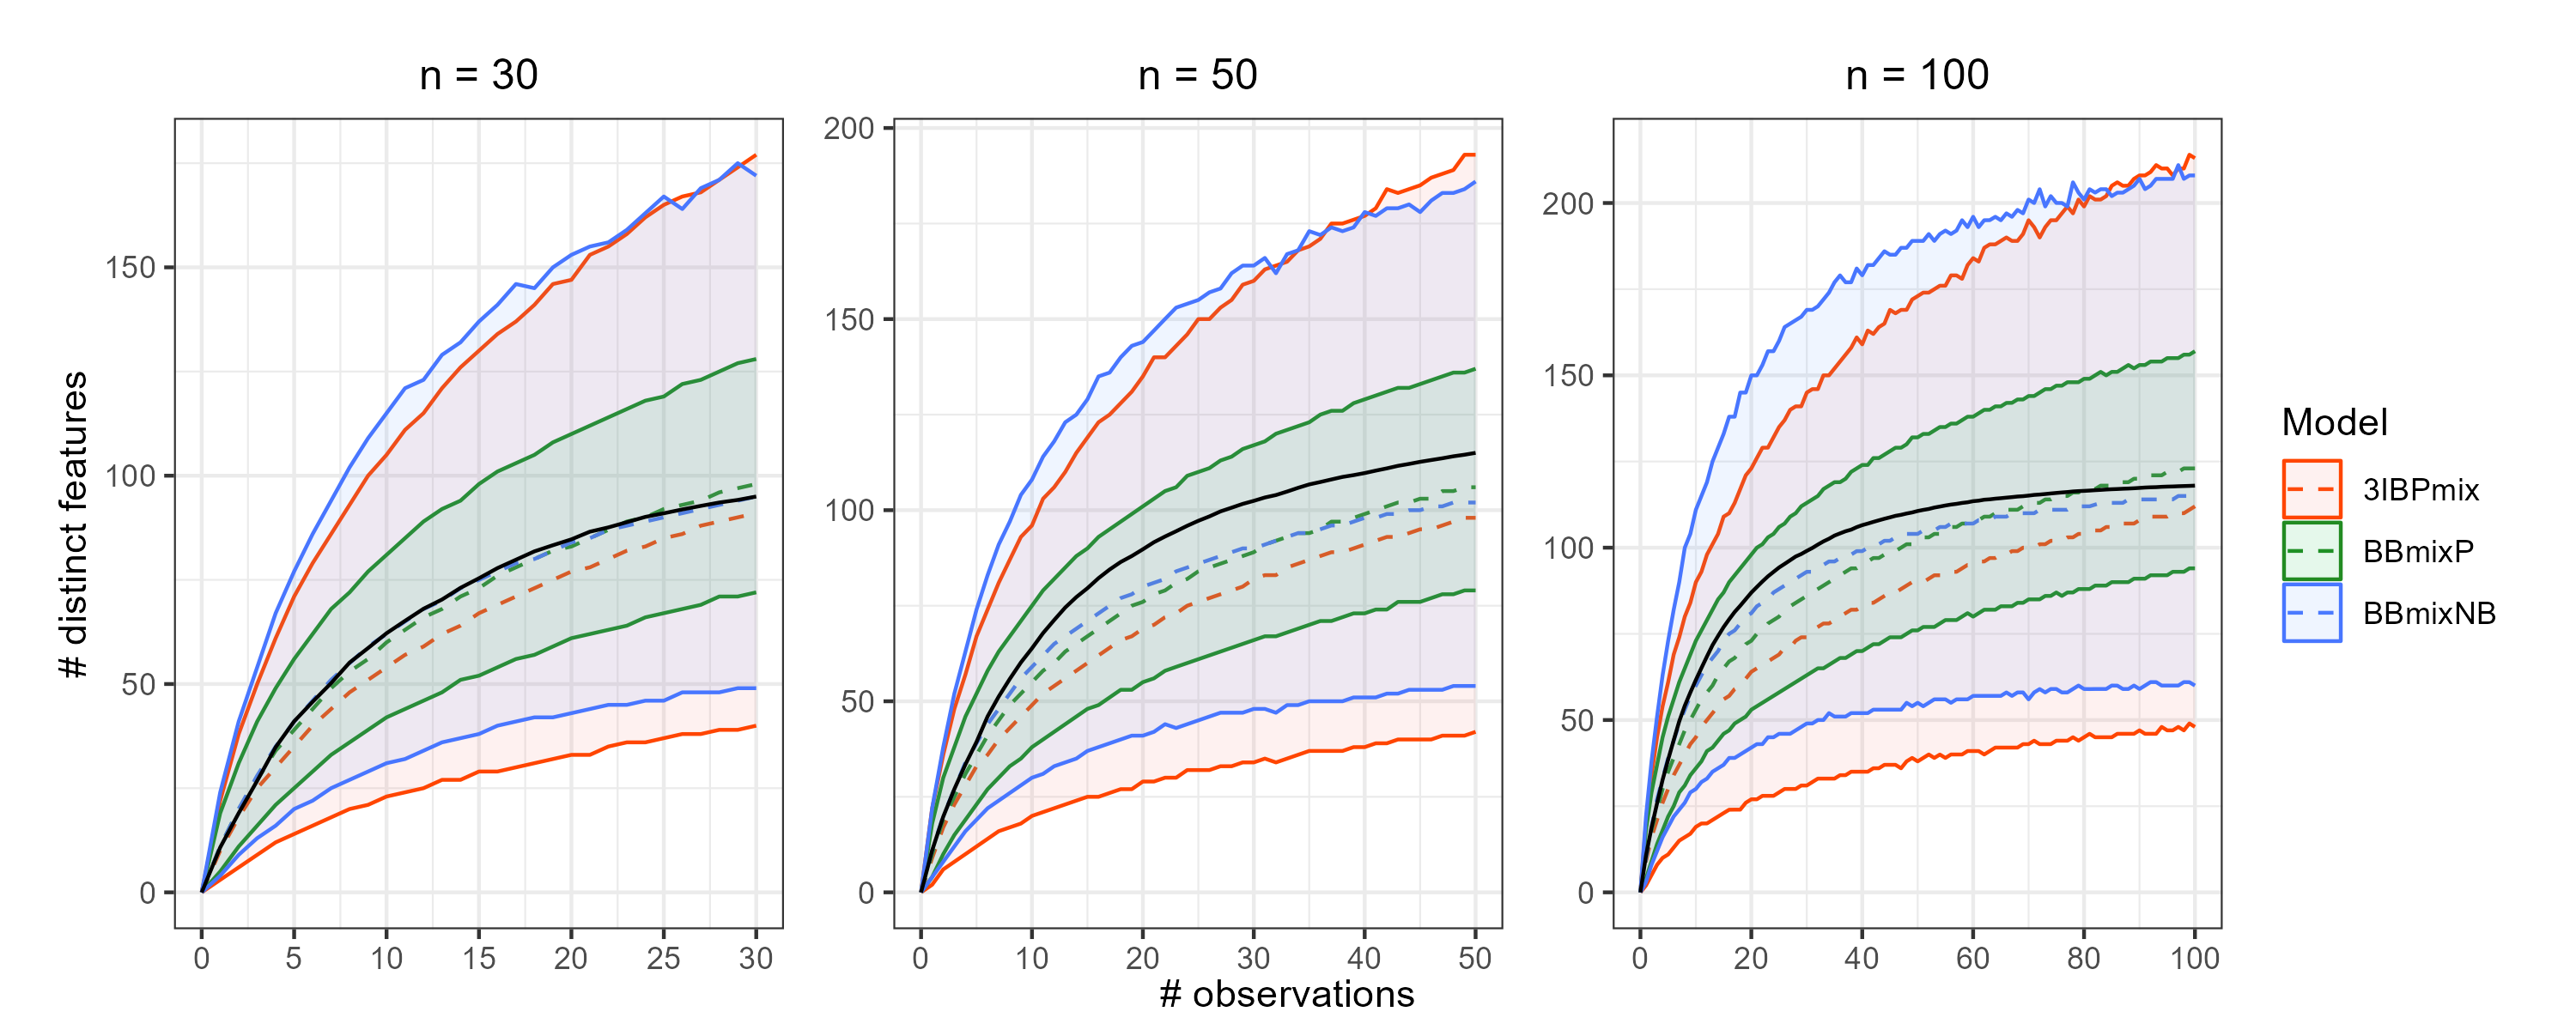 n = 30
n = 50
n = 100
# distinct features
150
100
50
0
0 5 10 15 20 25 30
200
150
100
50
0
0 10 20 30 40 50
200
150
100
50
0
0 20 40 60 80 100
# observations
Model
3IBPmix
BBmixP
BBmixNB